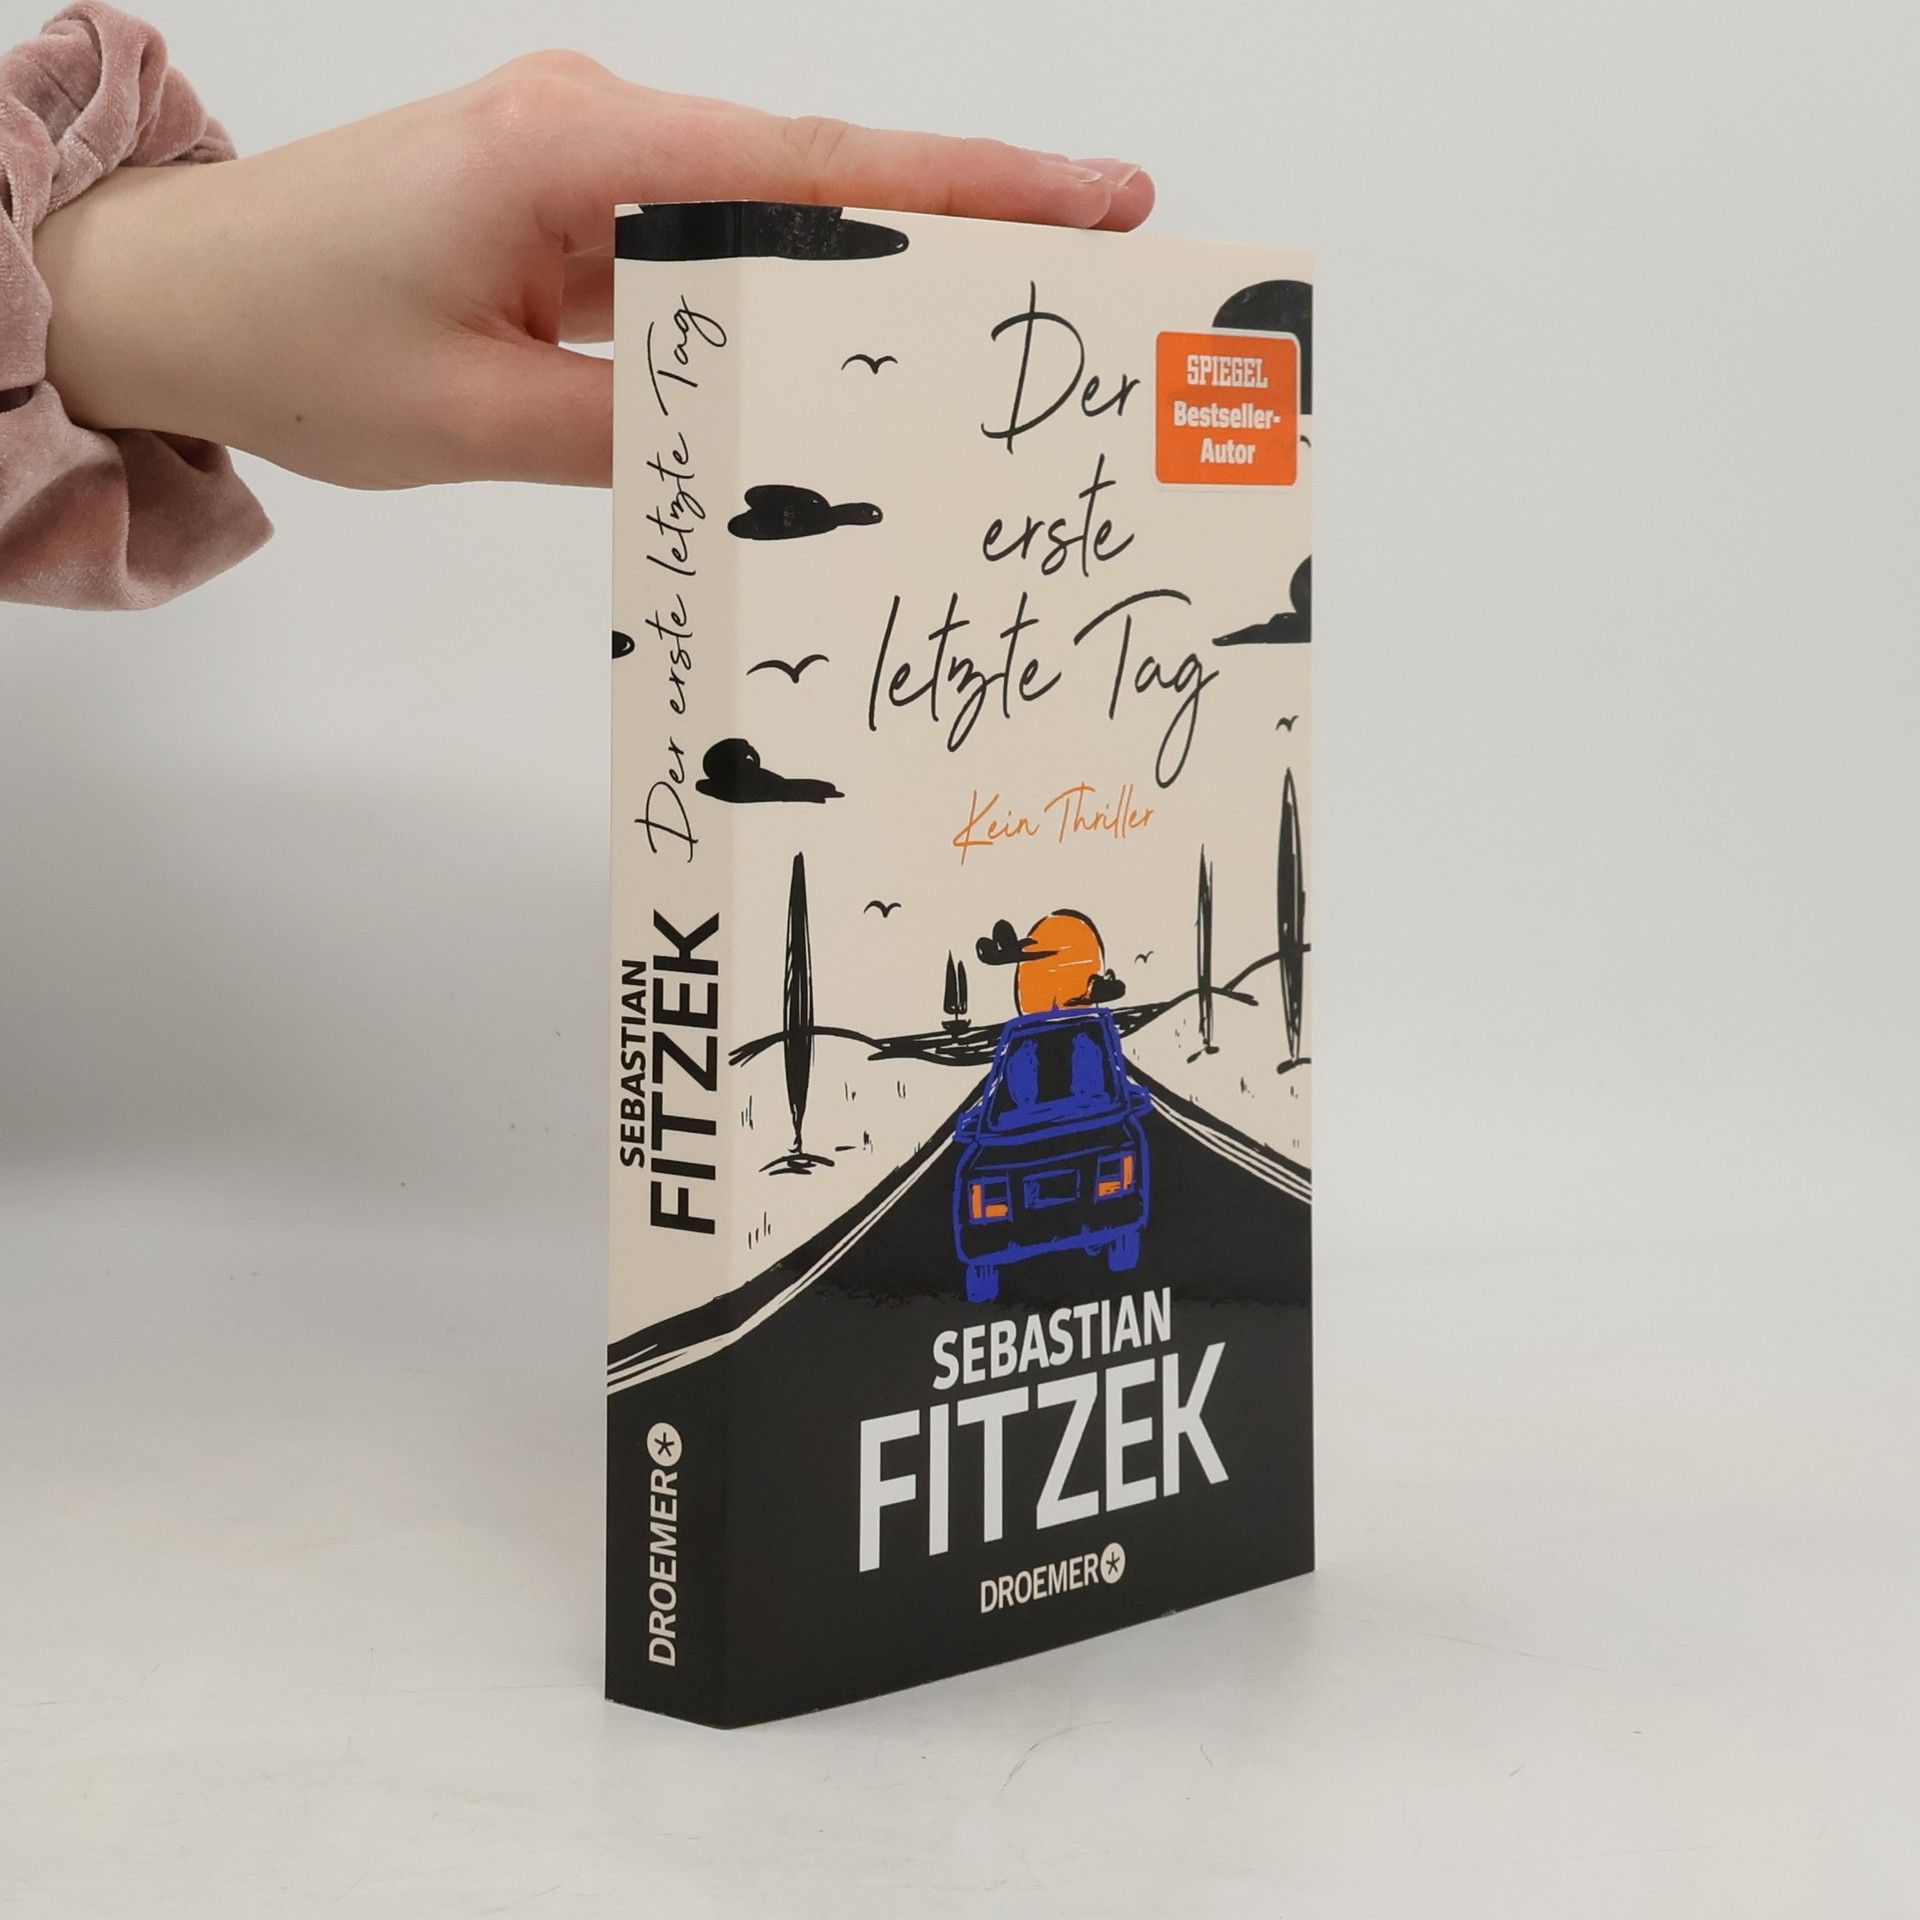 Der erste letzte Tag
SEBASTIAN
FITZEK
DROEMER
Der
erste
letzte Tag
Kein Thriller
SPIEGEL
Bestseller-
Autor
SEBASTIAN
FITZEK
DROEMER